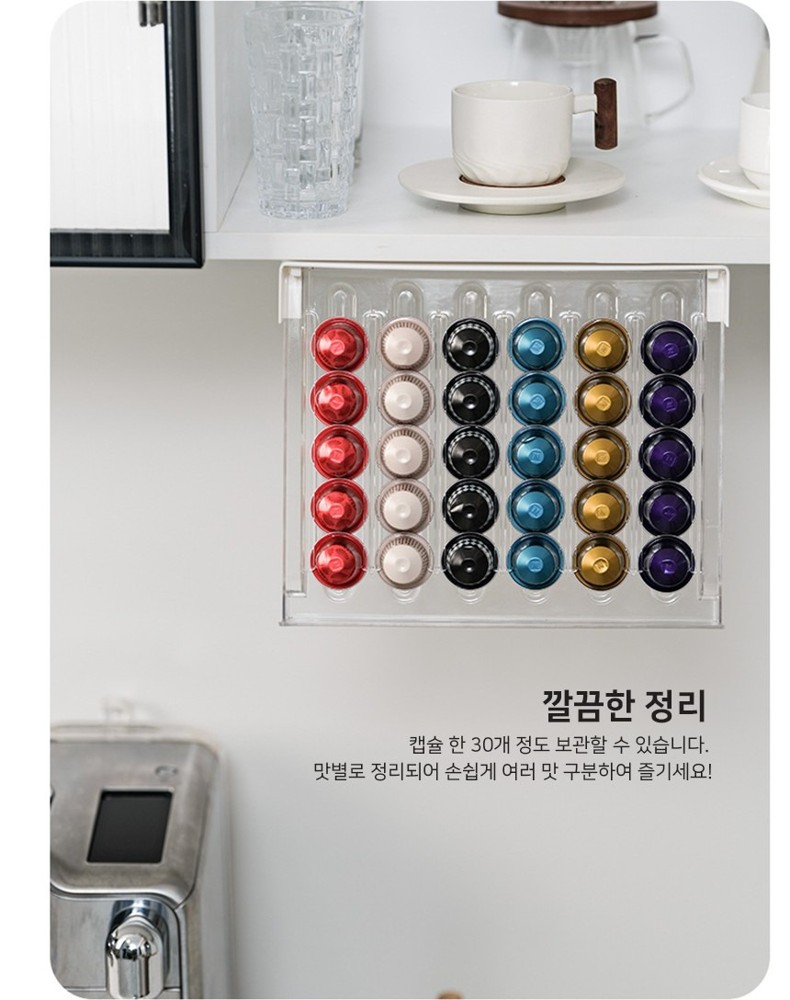 깔끔한 정리
캡슐 한 30개 정도 보관할 수 있습니다.
맛별로 정리되어 손쉽게 여러 맛 구분하여 즐기세요!